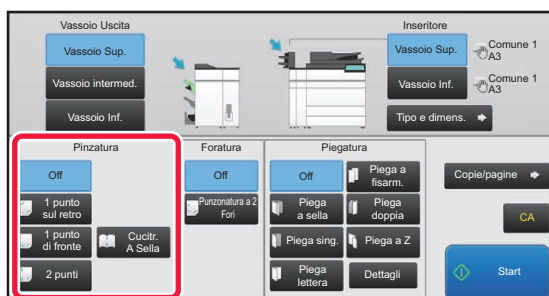 Vassoio Uscita
Inseritore
Vassoio Sup.
Vassoio intermed.
Vassoio Inf.
Vassoio Sup.
Comune 1
A3
Vassoio Inf.
Comune 1
A3
Tipo e dimens.
Pinzatura
Off
1 punto
sul retro
1 punto
di fronte
Cucitr.
A Sella
2 punti
Foratura
Off
Punzonatura a 2
Fori
Piegatura
Off
Piega a
fisarm.
Piega
a sella
Piega
doppia
Piega sing.
Piega a Z
Piega
lettera
Dettagli
Copie/pagine
CA
Start